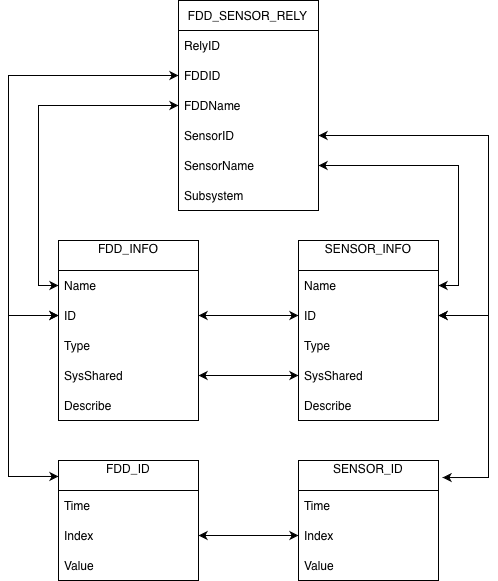 FDD_SENSOR_RELY
RelyID
FDDID
FDDName
SensorID
SensorName
Subsystem
FDD_INFO
Name
ID
Type
SysShared
Describe
SENSOR_INFO
Name
ID
Type
SysShared
Describe
FDD_ID
Time
Index
Value
SENSOR_ID
Time
Index
Value